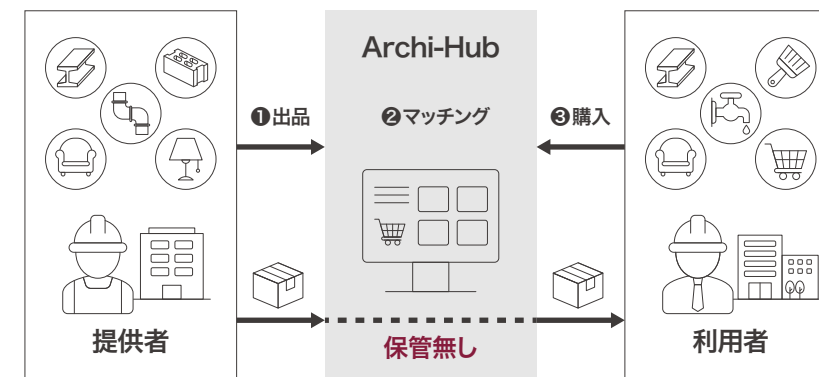 Archi-Hub
❶出品
❷マッチング
❸購入
提供者
保管無し
利用者